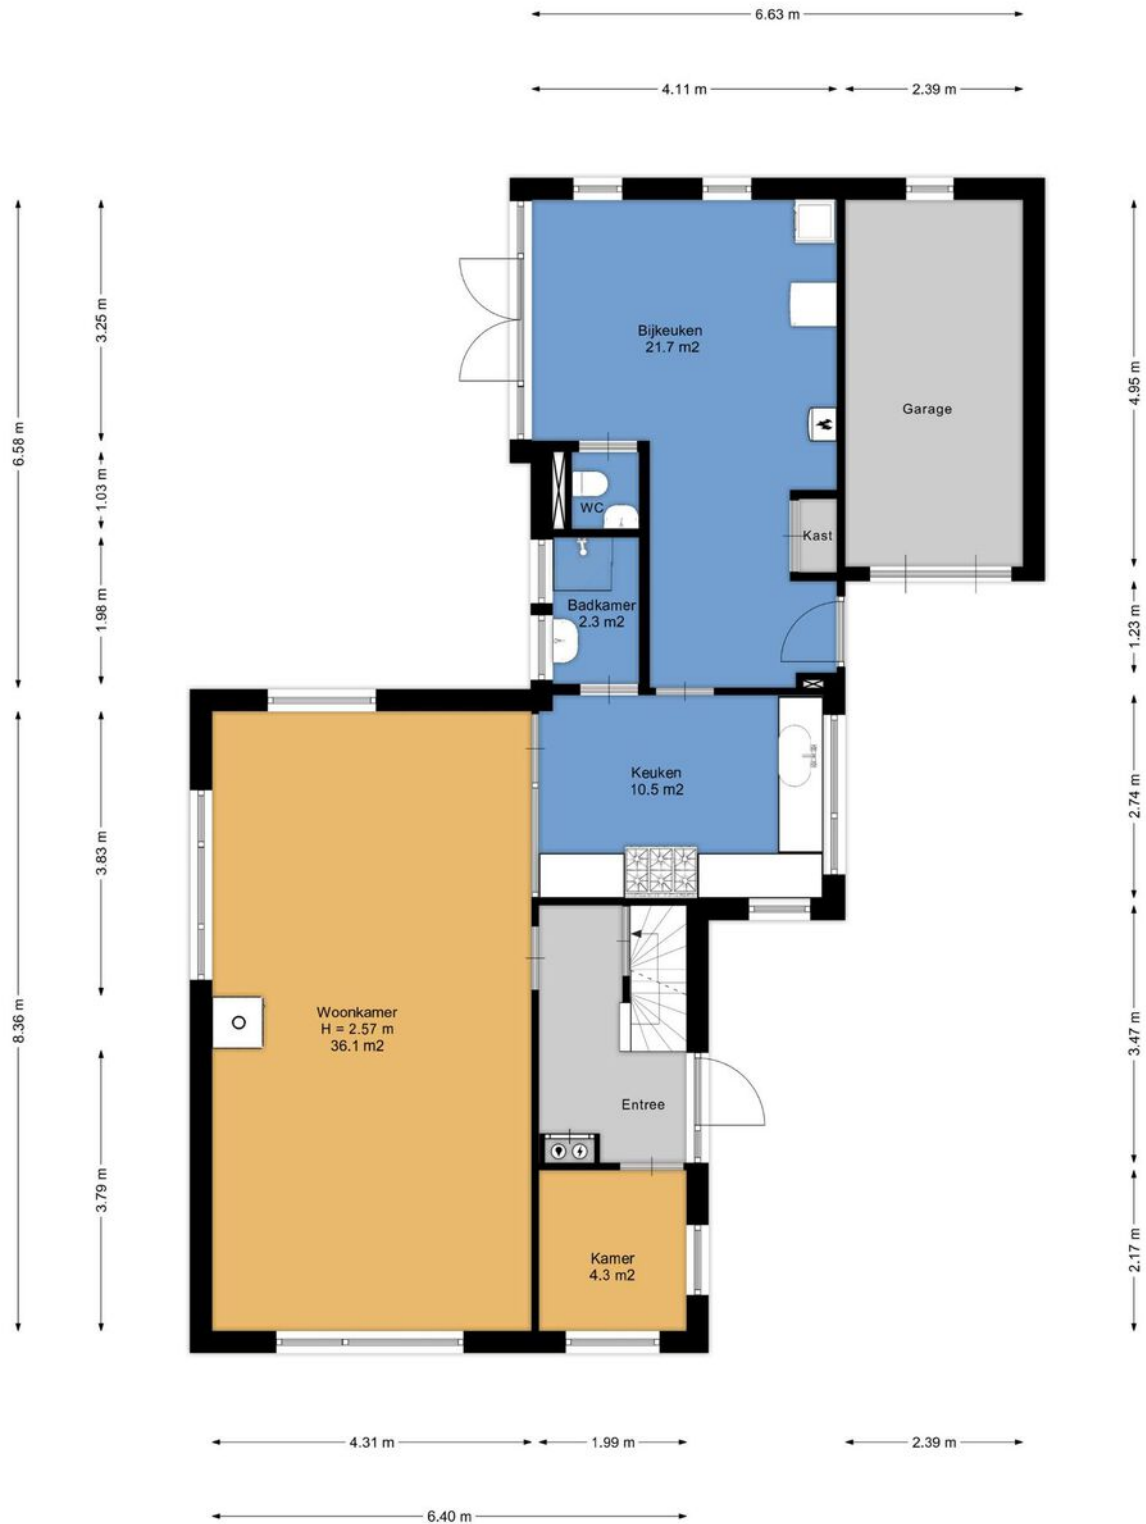 6.63 m
4.11 m
2.39 m
3.25 m
6.58 m
1.03 m
1.98 m
4.95 m
1.23 m
Bijkeuken
21.7 m2
Garage
WC
Kast
Badkamer
2.3 m2
Keuken
10.5 m2
2.74 m
3.83 m
8.36 m
Woonkamer
H = 2.57 m
36.1 m2
3.47 m
Entree
3.79 m
Kamer
4.3 m2
2.17 m
4.31 m
1.99 m
2.39 m
6.40 m